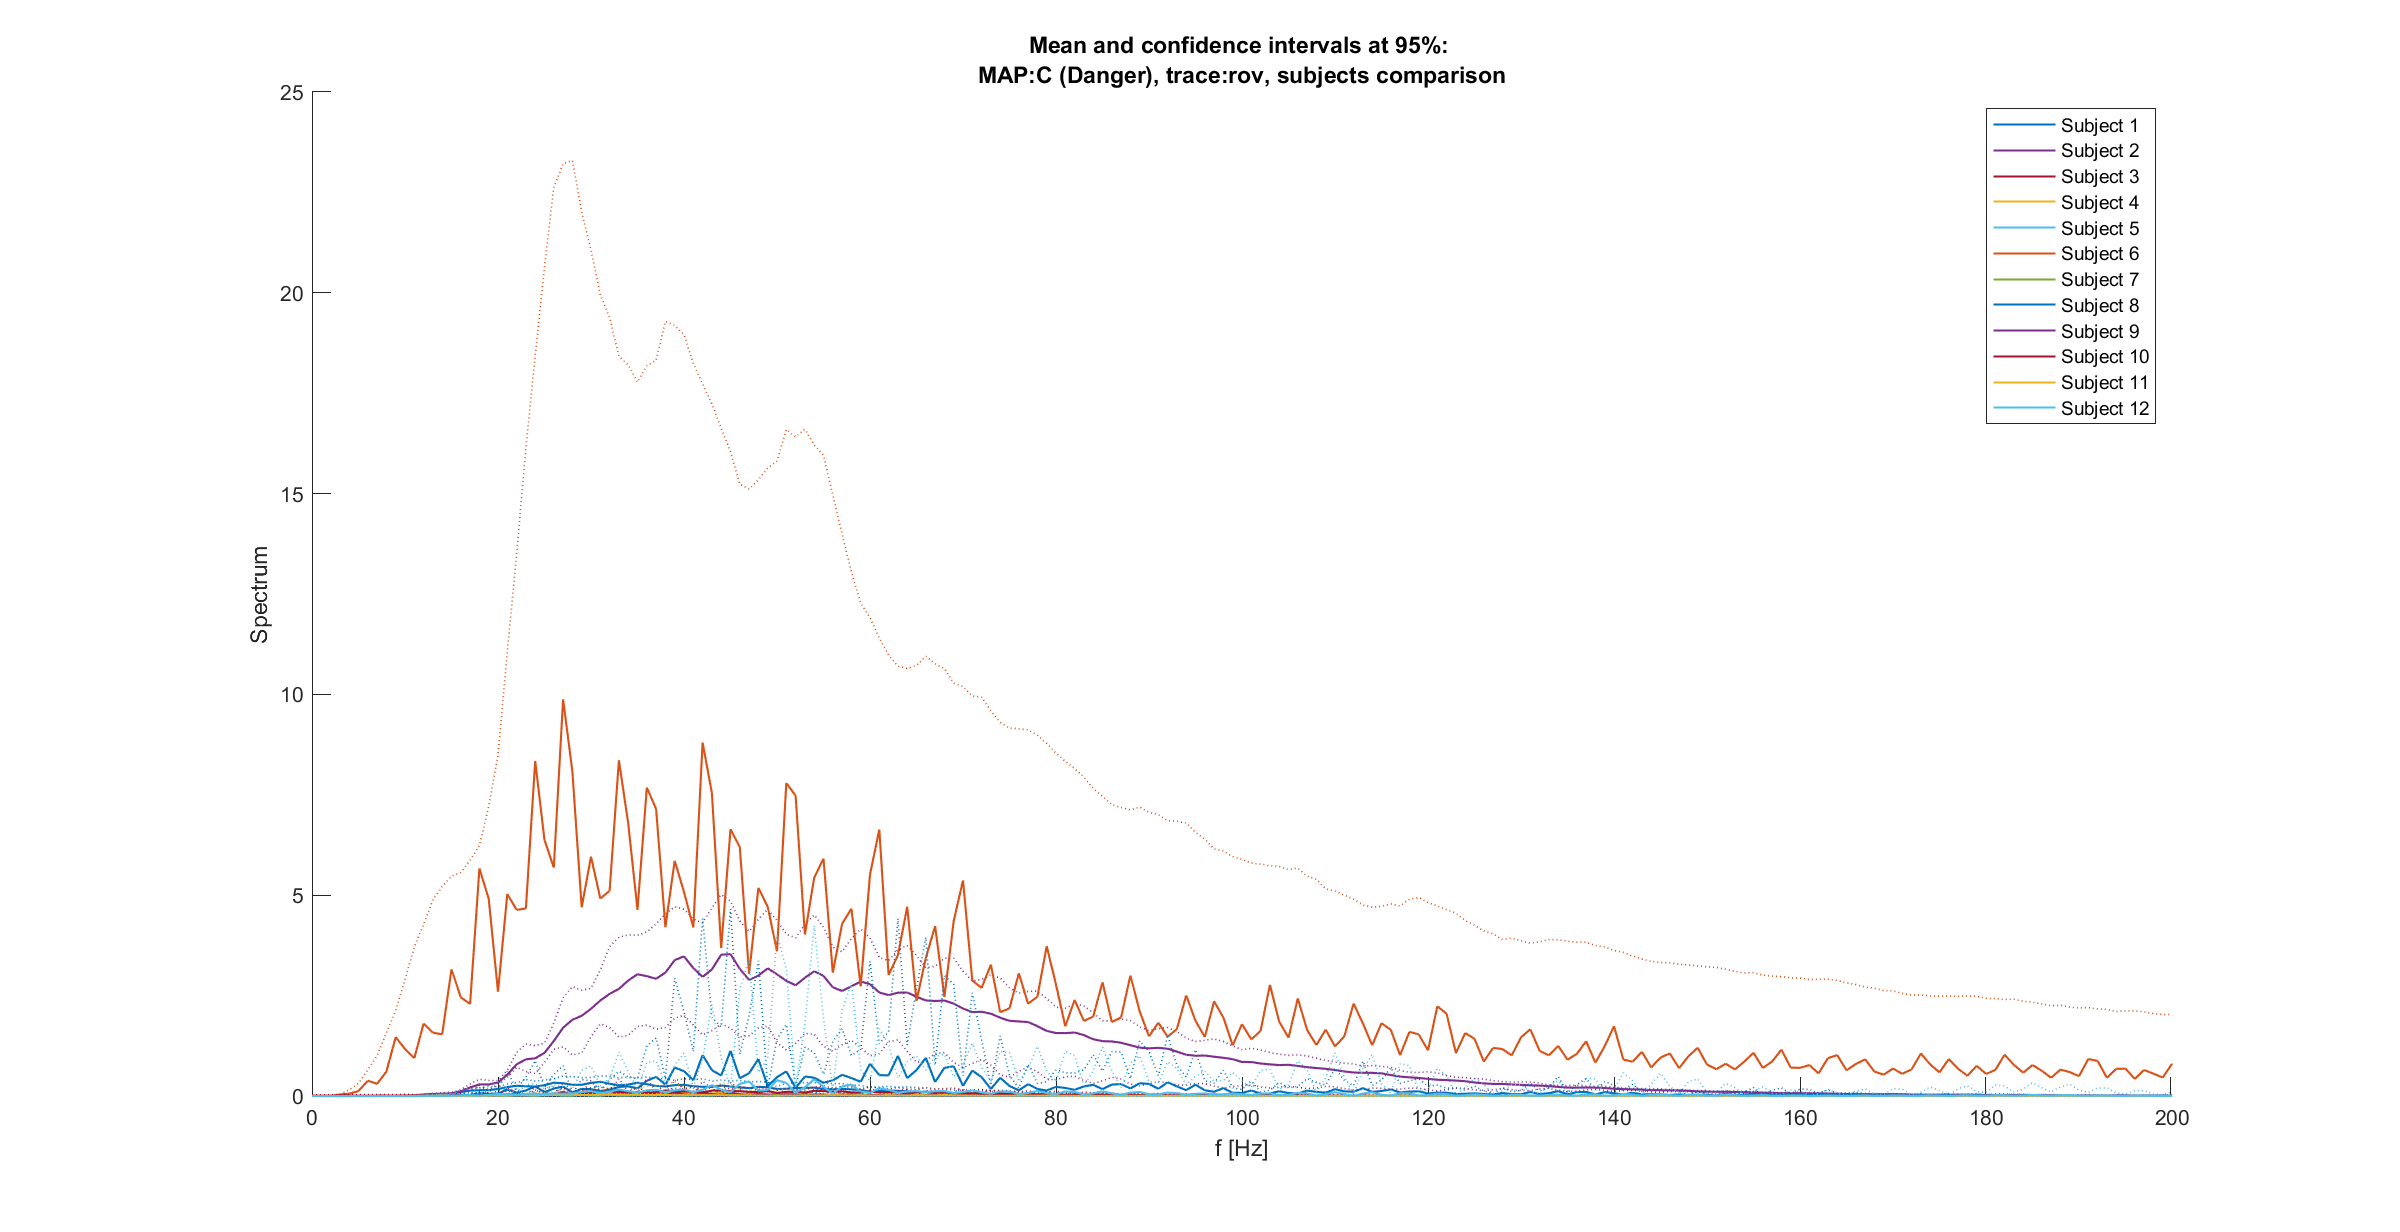 Mean and confidence intervals at 95%:
MAP:C (Danger), trace:rov, subjects comparison
25
20
15
10
5
0
Spectrum
Subject 1
Subject 2
Subject 3
Subject 4
Subject 5
Subject 6
Subject 7
Subject 8
Subject 9
Subject 10
Subject 11
Subject 12
0 20 40 60 80 100 120 140 160 180 200
f [Hz]